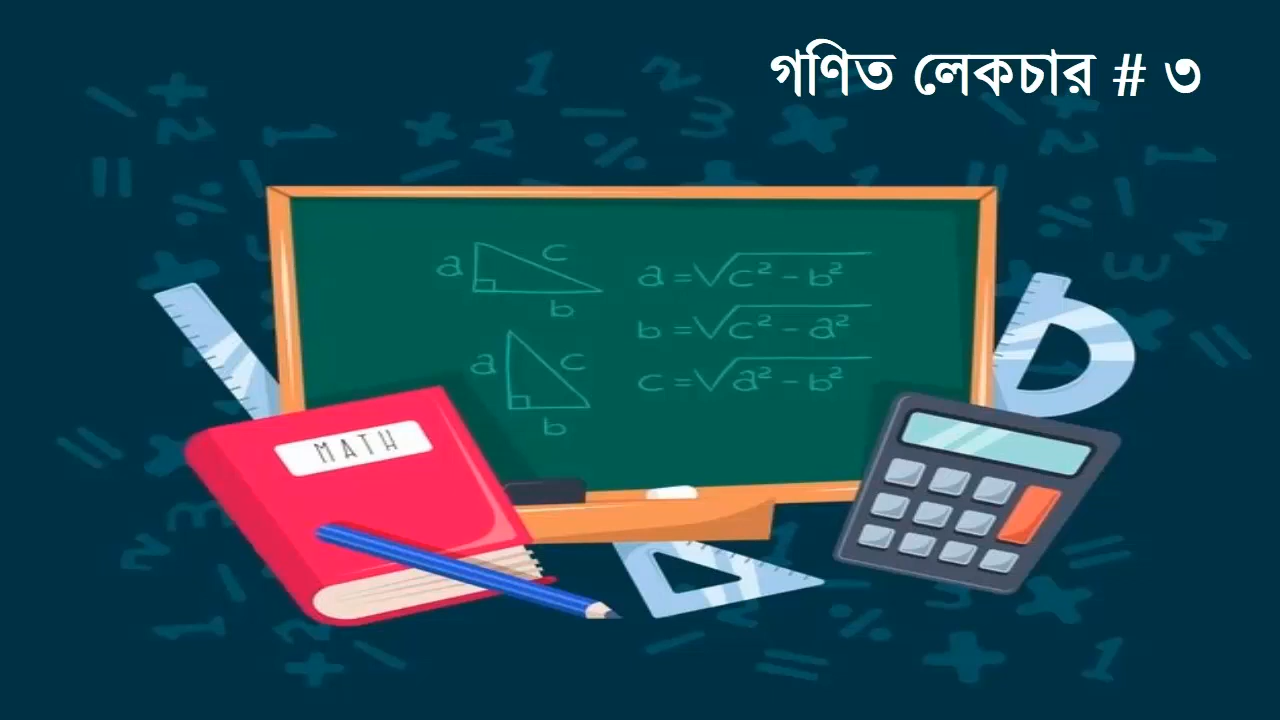 গণিত লেকচার # ৩
a c
b
a = √c² - b²
b = √c² - a²
a c
b
c = √a² - b²
MATH